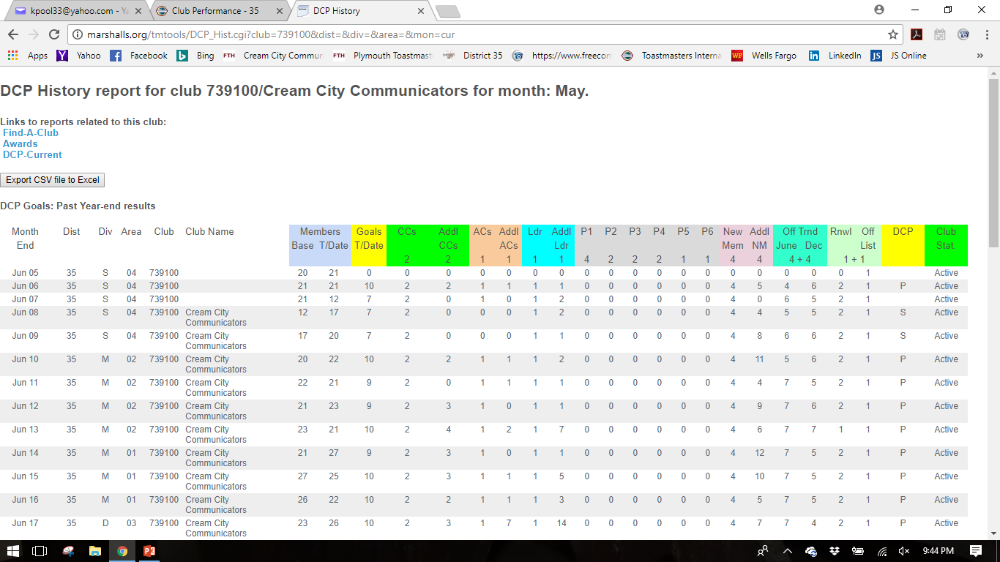 kpool33@yahoo.com - Ya
Club Performance - 35
DCP History
marshalls.org/tmtools/DCP_Hist.cgi?club=739100&dist=&div=&area=&mon=cur
Apps Yahoo Facebook Bing FTH Cream City Commun FTH Plymouth Toastmast District 35 https://www.freecon Toastmasters Interna WF Wells Fargo LinkedIn JS JS Online »
DCP History report for club 739100/Cream City Communicators for month: May.
Links to reports related to this club:
Find-A-Club
Awards
DCP-Current
Export CSV file to Excel
DCP Goals: Past Year-end results
Month Dist Div Area Club Club Name Members Goals CCs Addl ACs Addl Ldr Addl P1 P2 P3 P4 P5 P6 New Addl Off Trnd Rnwl Off DCP Club
End Base T/Date T/Date CCs ACs Ldr Mem NM June Dec List Stat.
2 2 1 1 1 1 4 2 2 2 1 1 4 4 4 + 4 1 + 1
Jun 05 35 S 04 739100 20 21 0 0 0 0 0 0 0 0 0 0 0 0 0 0 0 0 0 0 1 Active
Jun 06 35 S 04 739100 21 21 10 2 2 1 1 1 1 0 0 0 0 0 0 4 5 4 6 2 1 P Active
Jun 07 35 S 04 739100 21 12 7 2 0 1 0 1 2 0 0 0 0 0 0 4 0 6 5 2 1 Active
Jun 08 35 S 04 739100 Cream City 12 17 7 2 0 0 0 1 2 0 0 0 0 0 0 4 4 5 5 2 1 S Active
Communicators
Jun 09 35 S 04 739100 Cream City 17 20 7 2 0 0 0 1 1 0 0 0 0 0 0 4 8 6 6 2 1 S Active
Communicators
Jun 10 35 M 02 739100 Cream City 20 22 10 2 2 1 1 1 2 0 0 0 0 0 0 4 11 5 6 2 1 P Active
Communicators
Jun 11 35 M 02 739100 Cream City 22 21 9 2 0 1 1 1 1 0 0 0 0 0 0 4 4 7 5 2 1 P Active
Communicators
Jun 12 35 M 02 739100 Cream City 21 23 9 2 3 1 0 1 1 0 0 0 0 0 0 4 9 7 6 2 1 P Active
Communicators
Jun 13 35 M 02 739100 Cream City 23 21 10 2 4 1 2 1 7 0 0 0 0 0 0 4 6 7 7 1 1 P Active
Communicators
Jun 14 35 M 01 739100 Cream City 21 27 9 2 3 1 0 1 1 0 0 0 0 0 0 4 12 7 5 2 1 P Active
Communicators
Jun 15 35 M 01 739100 Cream City 27 25 10 2 3 1 1 1 5 0 0 0 0 0 0 4 10 7 5 2 1 P Active
Communicators
Jun 16 35 M 01 739100 Cream City 26 22 10 2 2 1 1 1 3 0 0 0 0 0 0 4 5 7 5 2 1 P Active
Communicators
Jun 17 35 D 03 739100 Cream City 23 26 10 2 3 1 7 1 14 0 0 0 0 0 0 4 7 7 4 2 1 P Active
Communicators
9:44 PM